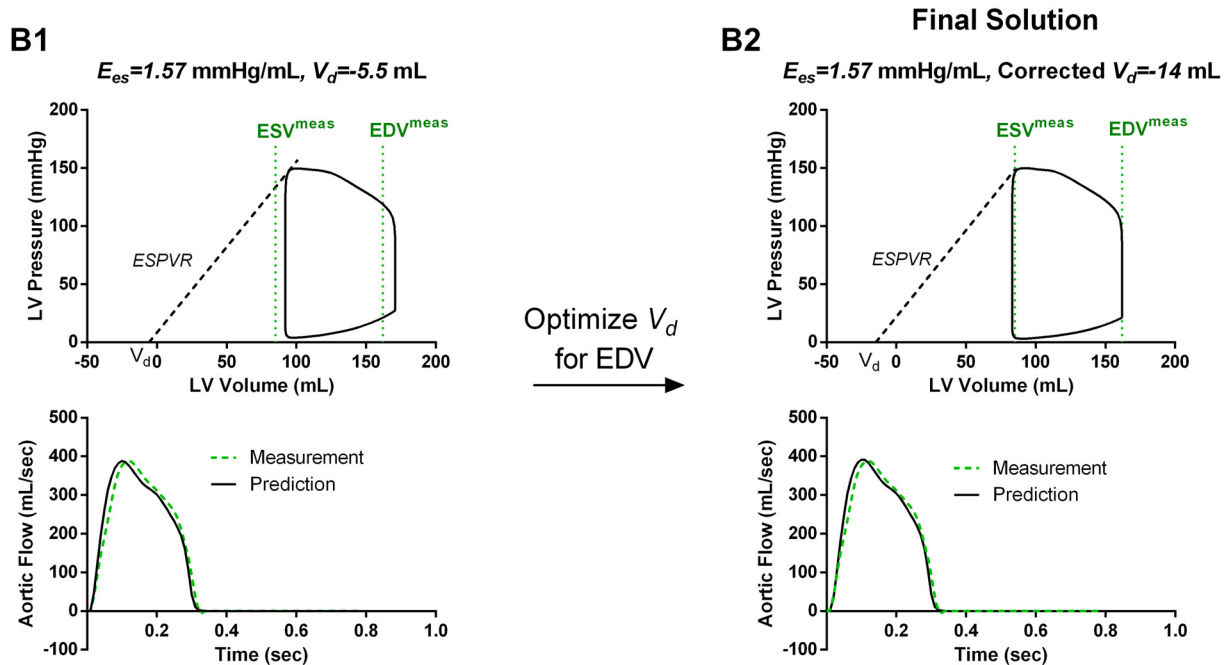 Final Solution
B1
E_es=1.57 mmHg/mL, V_d=-5.5 mL
200
150
100
50
0
LV Pressure (mmHg)
ESV^meas
EDV^meas
ESPVR
V_d
-50 0 50 100 150 200
LV Volume (mL)
500
400
300
200
100
0
-100
Aortic Flow (mL/sec)
Measurement
Prediction
0.2 0.4 0.6 0.8 1.0
Time (sec)
Optimize V_d
for EDV
B2
E_es=1.57 mmHg/mL, Corrected V_d=-14 mL
200
150
100
50
0
LV Pressure (mmHg)
ESV^meas
EDV^meas
ESPVR
V_d
-50 0 50 100 150 200
LV Volume (mL)
500
400
300
200
100
0
-100
Aortic Flow (mL/sec)
Measurement
Prediction
0.2 0.4 0.6 0.8 1.0
Time (sec)